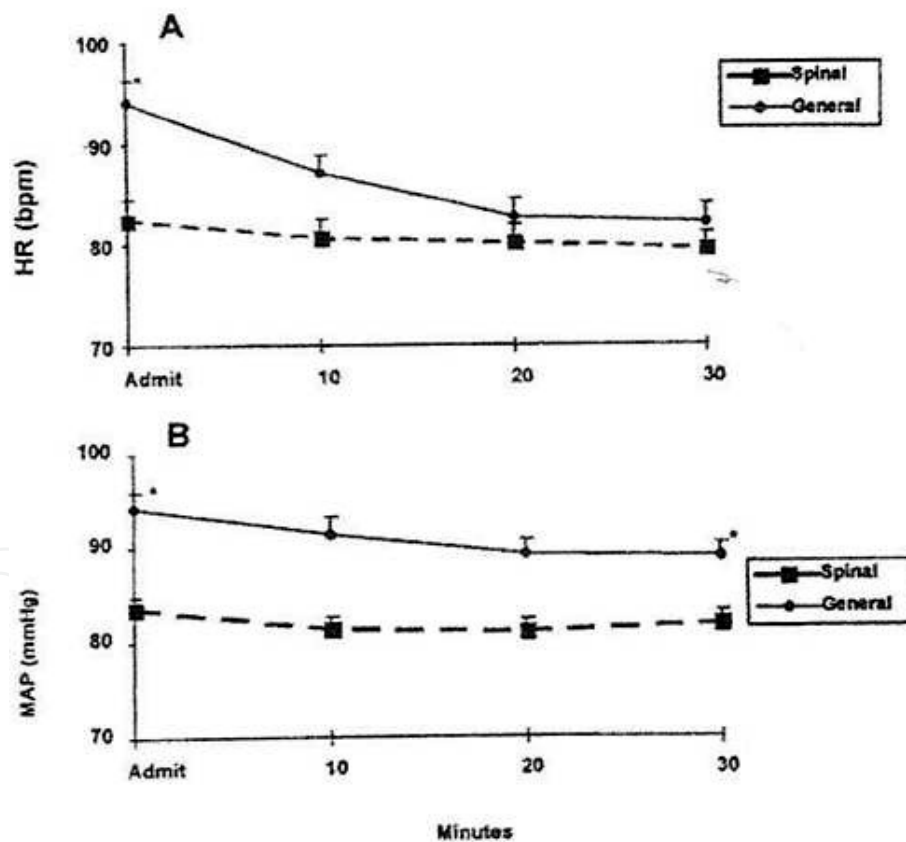 A
100
90
80
70
HR (bpm)
Admit
10
20
30
Spinal
General
B
100
90
80
70
MAP (mmHg)
Admit
10
20
30
Spinal
General
*
*
*
Minutes